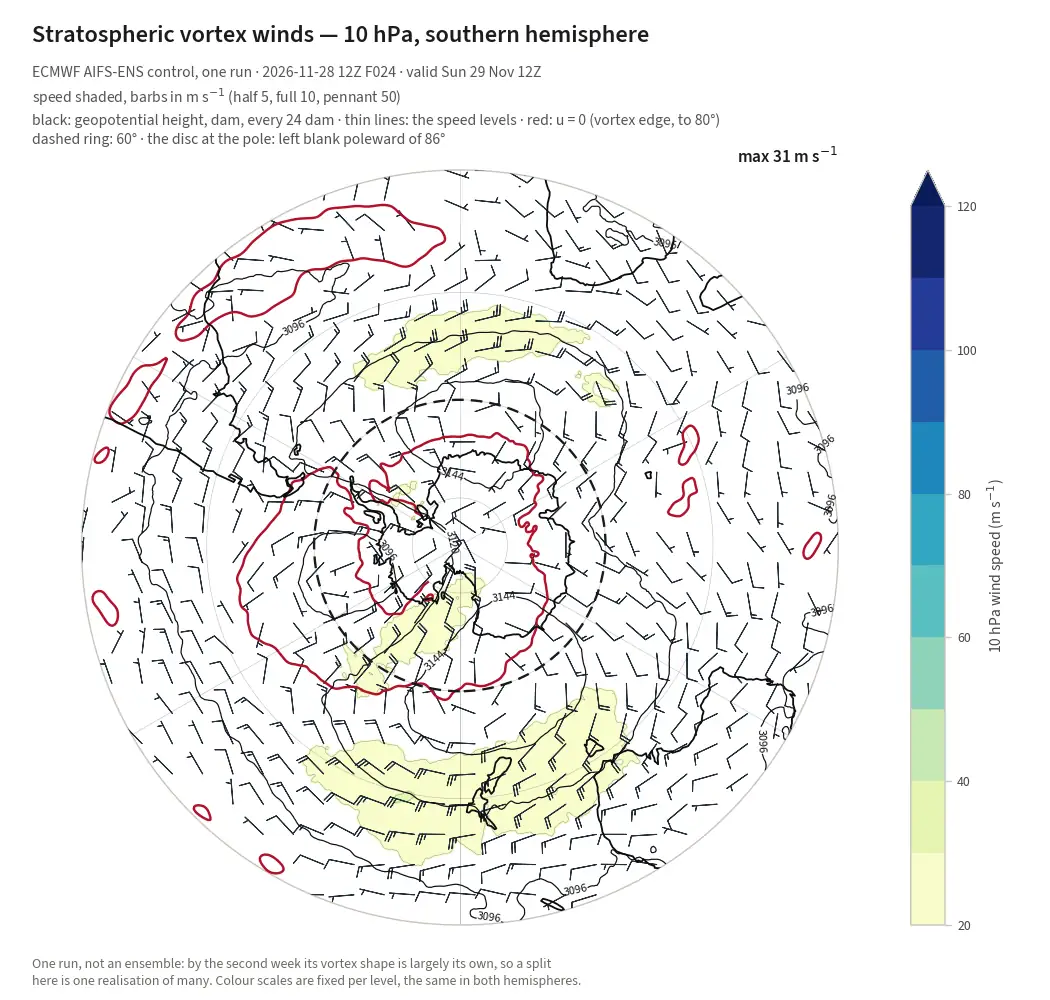 Stratospheric vortex winds — 10 hPa, southern hemisphere
ECMWF AIFS-ENS control, one run · 2026-11-28 12Z F024 · valid Sun 29 Nov 12Z
speed shaded, barbs in m s⁻¹ (half 5, full 10, pennant 50)
black: geopotential height, dam, every 24 dam · thin lines: the speed levels · red: u = 0 (vortex edge, to 80°)
dashed ring: 60° · the disc at the pole: left blank poleward of 86°
max 31 m s⁻¹
120
100
80
60
40
20
10 hPa wind speed (m s⁻¹)
3096
3096
3096
3096
3144
3096
3120
3096
3144
3096
3144
3096
3096
3096
One run, not an ensemble: by the second week its vortex shape is largely its own, so a split
here is one realisation of many. Colour scales are fixed per level, the same in both hemispheres.